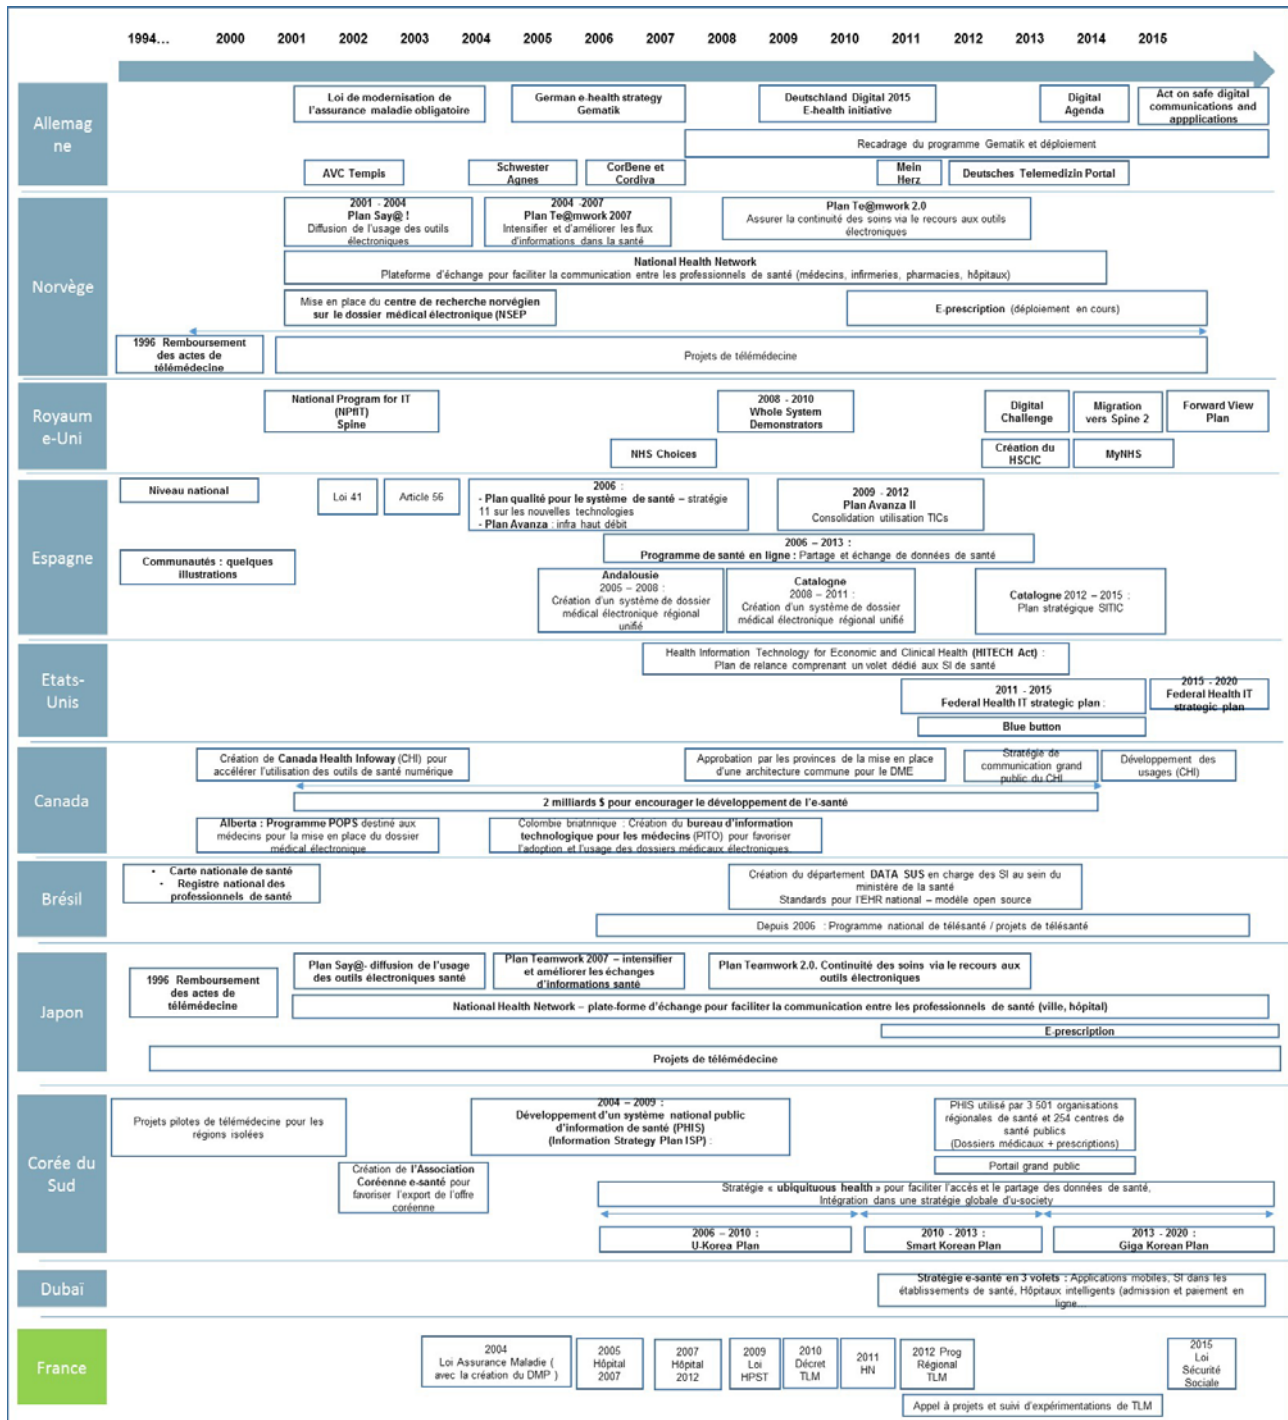 1994... 2000 2001 2002 2003 2004 2005 2006 2007 2008 2009 2010 2011 2012 2013 2014 2015
Allemag
ne
Loi de modernisation de
l'assurance maladie obligatoire
German e-health strategy
Gematik
Deutschland Digital 2015
E-health initiative
Digital
Agenda
Act on safe digital
communications and
appplications
Recadrage du programme Gematik et déploiement
AVC Tempis
Schwester
Agnes
CorBene et
Cordiva
Mein
Herz
Deutsches Telemedizin Portal
Norvège
2001 - 2004
Plan Say@ !
Diffusion de l'usage des outils
électroniques
2004 -2007
Plan Te@mwork 2007
Intensifier et d'améliorer les flux
d'informations dans la santé
Plan Te@mwork 2.0
Assurer la continuité des soins via le recours aux outils
électroniques
National Health Network
Plateforme d'échange pour faciliter la communication entre les professionnels de santé (médecins, infirmeries, pharmacies, hôpitaux)
Mise en place du centre de recherche norvégien
sur le dossier médical électronique (NSEP
E-prescription (déploiement en cours)
1996 Remboursement
des actes de
télémédecine
Projets de télémédecine
Royaum
e-Uni
National Program for IT
(NPfIT)
Spine
2008 - 2010
Whole System
Demonstrators
Digital
Challenge
Migration
vers Spine 2
Forward View
Plan
NHS Choices
Création du
HSCIC
MyNHS
Espagne
Niveau national
Loi 41
Article 56
2006 :
- Plan qualité pour le système de santé – stratégie
11 sur les nouvelles technologies
- Plan Avanza : infra haut débit
2009 - 2012
Plan Avanza II
Consolidation utilisation TICs
2006 – 2013 :
Programme de santé en ligne : Partage et échange de données de santé
Communautés : quelques
illustrations
Andalousie
2005 – 2008 :
Création d'un système de dossier
médical électronique régional
unifié
Catalogne
2008 – 2011 :
Création d'un système de dossier
médical électronique régional unifié
Catalogne 2012 – 2015 :
Plan stratégique SITIC
Etats-
Unis
Health Information Technology for Economic and Clinical Health (HITECH Act) :
Plan de relance comprenant un volet dédié aux SI de santé
2011 - 2015
Federal Health IT strategic plan :
2015 - 2020
Federal Health IT
strategic plan
Blue button
Canada
Création de Canada Health Infoway (CHI) pour
accélérer l'utilisation des outils de santé numérique
Approbation par les provinces de la mise en place
d'une architecture commune pour le DME
Stratégie de
communication grand
public du CHI
Développement des
usages (CHI)
2 milliards $ pour encourager le développement de l'e-santé
Alberta : Programme POPS destiné aux
médecins pour la mise en place du dossier
médical électronique
Colombie briatnnique : Création du bureau d'information
technologique pour les médecins (PITO) pour favoriser
l'adoption et l'usage des dossiers médicaux électroniques.
Brésil
• Carte nationale de santé
• Registre national des
professionnels de santé
Création du département DATA SUS en charge des SI au sein du
ministère de la santé
Standards pour l'EHR national – modèle open source
Depuis 2006 : Programme national de télésanté / projets de télésanté
Japon
1996 Remboursement
des actes de
télémédecine
Plan Say@- diffusion de l'usage
des outils électroniques santé
Plan Teamwork 2007 – intensifier
et améliorer les échanges
d'informations santé
Plan Teamwork 2.0. Continuité des soins via le recours aux
outils électroniques
National Health Network – plate-forme d'échange pour faciliter la communication entre les professionnels de santé (ville, hôpital)
E-prescription
Projets de télémédecine
Corée du
Sud
Projets pilotes de télémédecine pour les
régions isolées
2004 – 2009 :
Développement d'un système national public
d'information de santé (PHIS)
(Information Strategy Plan ISP) :
PHIS utilisé par 3 501 organisations
régionales de santé et 254 centres de
santé publics
(Dossiers médicaux + prescriptions)
Portail grand public
Création de l'Association
Coréenne e-santé pour
favoriser l'export de l'offre
coréenne
Stratégie « ubiquituous health » pour faciliter l'accès et le partage des données de santé,
Intégration dans une stratégie globale d'u-society
2006 – 2010 :
U-Korea Plan
2010 - 2013 :
Smart Korean Plan
2013 - 2020 :
Giga Korean Plan
Dubaï
Stratégie e-santé en 3 volets : Applications mobiles, SI dans les
établissements de santé, Hôpitaux intelligents (admission et paiement en
ligne...
France
2004
Loi Assurance Maladie (
avec la création du DMP )
2005
Hôpital
2007
2007
Hôpital
2012
2009
Loi
HPST
2010
Décret
TLM
2011
HN
2012 Prog
Régional
TLM
2015
Loi
Sécurité
Sociale
Appel à projets et suivi d'expérimentations de TLM